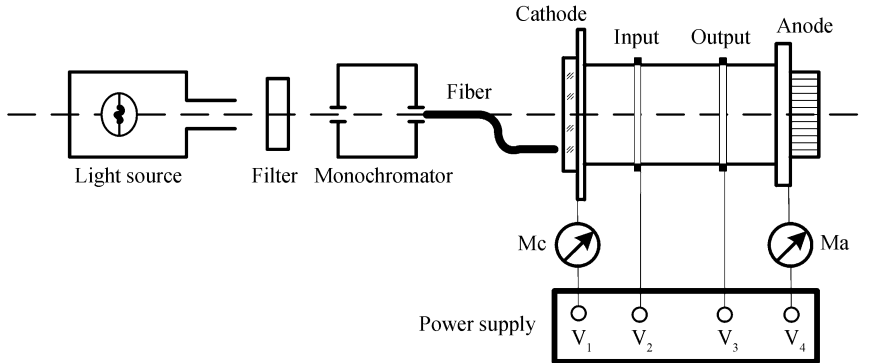 Cathode
Input
Output
Anode
Fiber
Light source
Filter
Monochromator
Mc
Ma
Power supply
V1
V2
V3
V4